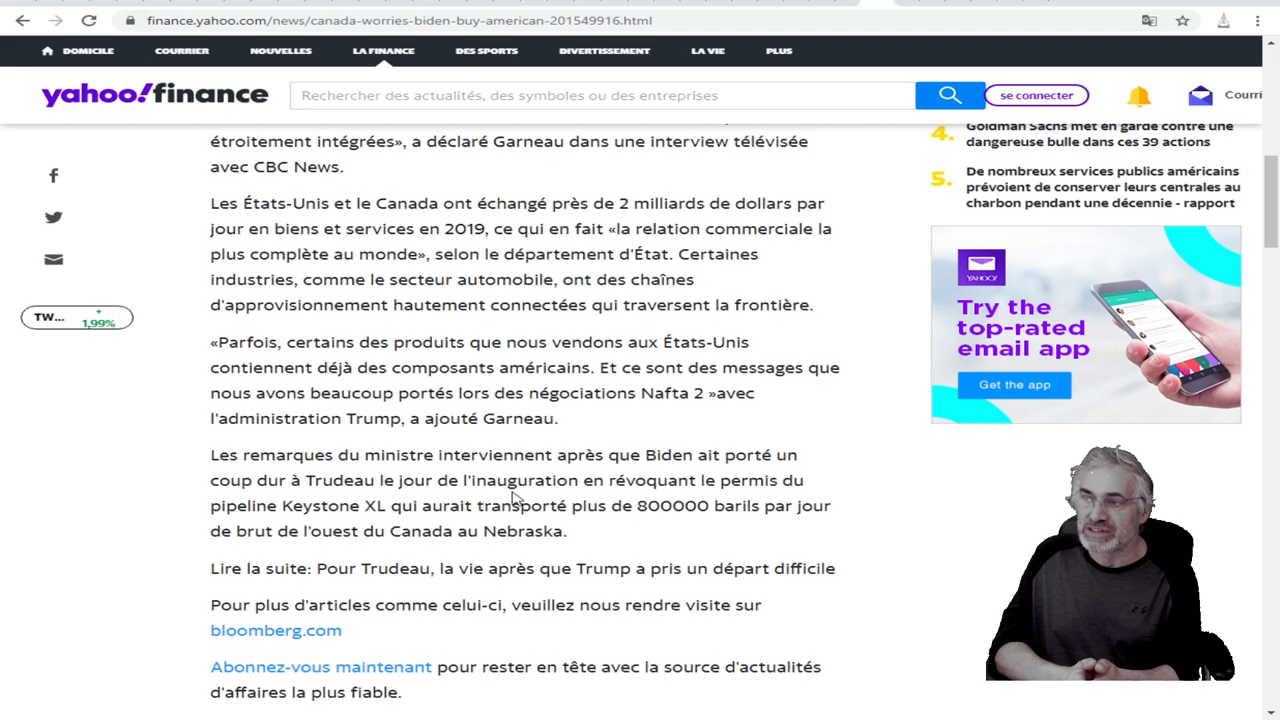 finance.yahoo.com/news/canada-worries-biden-buy-american-201549916.html
DOMICILE COURRIER NOUVELLES LA FINANCE DES SPORTS DIVERTISSEMENT LA VIE PLUS
yahoo!finance
Rechercher des actualités, des symboles ou des entreprises
se connecter
Courri
étroitement intégrées», a déclaré Garneau dans une interview télévisée
avec CBC News.
Les États-Unis et le Canada ont échangé près de 2 milliards de dollars par
jour en biens et services en 2019, ce qui en fait «la relation commerciale la
plus complète au monde», selon le département d'État. Certaines
industries, comme le secteur automobile, ont des chaînes
d'approvisionnement hautement connectées qui traversent la frontière.
«Parfois, certains des produits que nous vendons aux États-Unis
contiennent déjà des composants américains. Et ce sont des messages que
nous avons beaucoup portés lors des négociations Nafta 2 »avec
l'administration Trump, a ajouté Garneau.
Les remarques du ministre interviennent après que Biden ait porté un
coup dur à Trudeau le jour de l'inauguration en révoquant le permis du
pipeline Keystone XL qui aurait transporté plus de 800000 barils par jour
de brut de l'ouest du Canada au Nebraska.
Lire la suite: Pour Trudeau, la vie après que Trump a pris un départ difficile
Pour plus d'articles comme celui-ci, veuillez nous rendre visite sur
bloomberg.com
Abonnez-vous maintenant pour rester en tête avec la source d'actualités
d'affaires la plus fiable.
TW...
+
1,99%
4. Goldman Sachs met en garde contre une
dangereuse bulle dans ces 39 actions
5. De nombreux services publics américains
prévoient de conserver leurs centrales au
charbon pendant une décennie - rapport
YAHOO!
Try the
top-rated
email app
Get the app